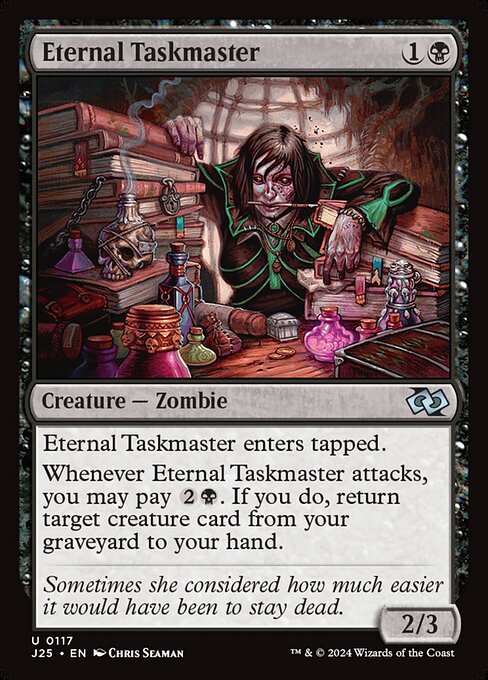 Eternal Taskmaster 1
Creature — Zombie
Eternal Taskmaster enters tapped.
Whenever Eternal Taskmaster attacks,
you may pay 2 . If you do, return
target creature card from your
graveyard to your hand.
Sometimes she considered how much easier
it would have been to stay dead.
2/3
U 0117
J25 • EN Chris Seaman
™ & © 2024 Wizards of the Coast